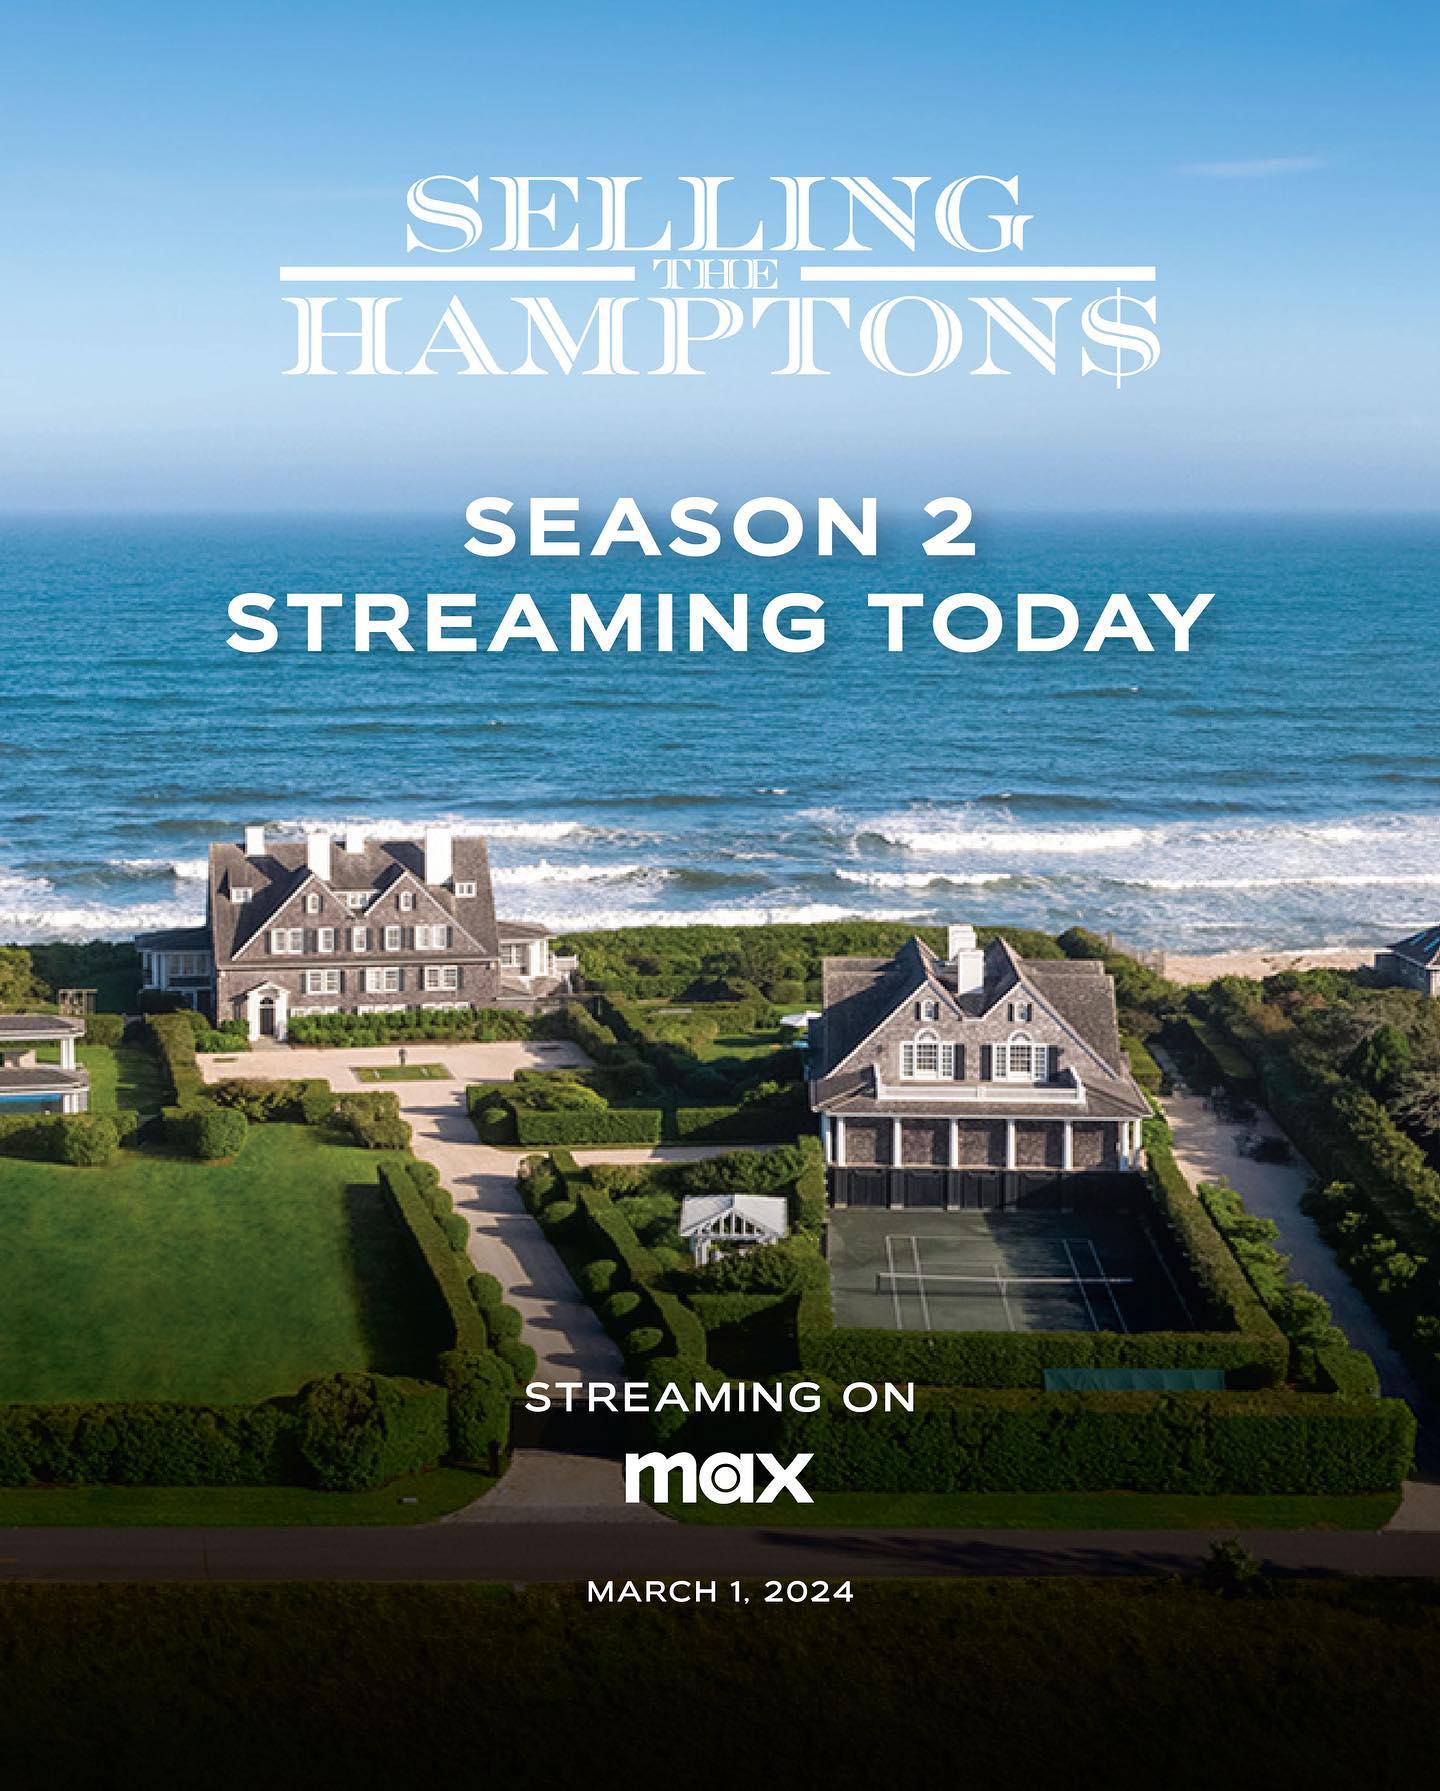 SELLING
THE
HAMPTON$
SEASON 2
STREAMING TODAY
STREAMING ON
max
MARCH 1, 2024